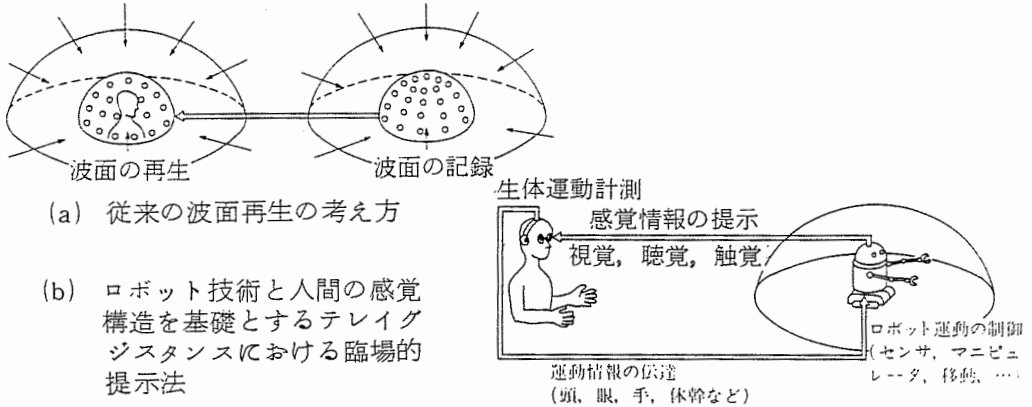 波面の再生
波面の記録
(a) 従来の波面再生の考え方
生体運動計測
感覚情報の提示
視覚，聴覚，触覚
(b) ロボット技術と人間の感覚
構造を基礎とするテレイグ
ジスタンスにおける臨場的
提示法
ロボット運動の制御
(センサ，マニピュ
レータ，移動，…)
運動情報の伝達
(頭，眼，手，体幹など)